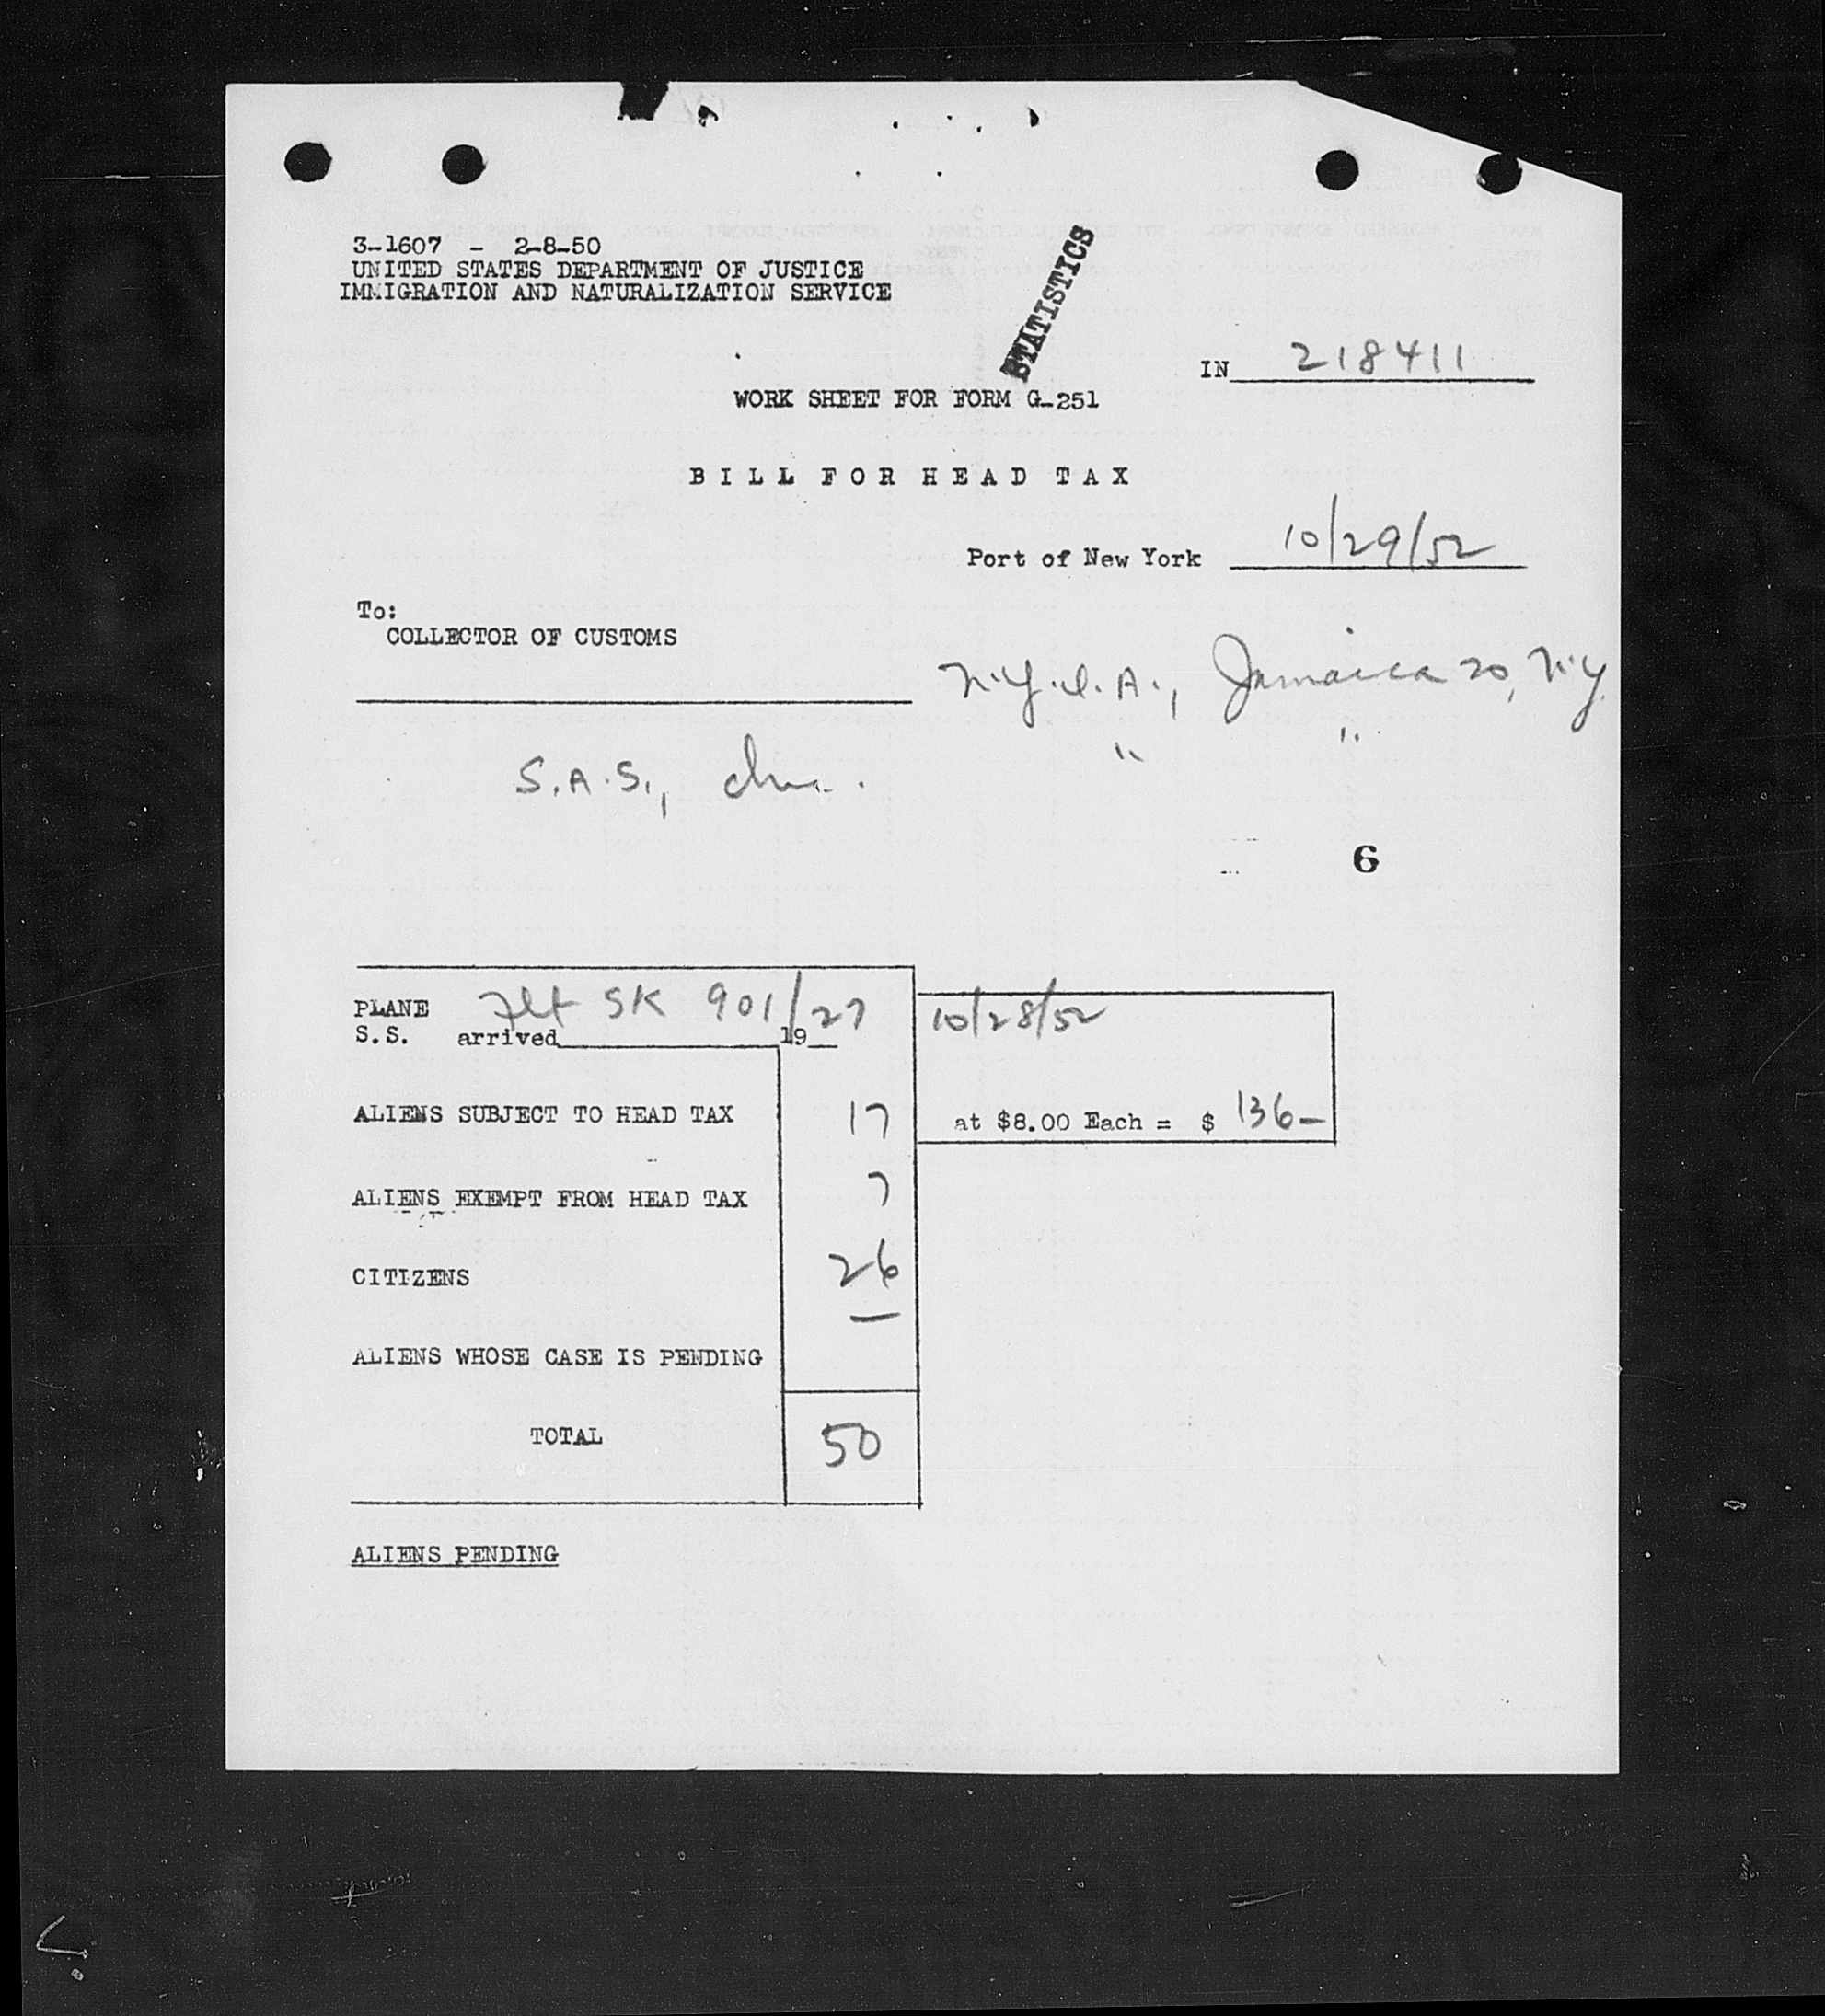 3-1607 - 2-8-50
UNITED STATES DEPARTMENT OF JUSTICE
IMMIGRATION AND NATURALIZATION SERVICE
STATISTICS
IN 218411
WORK SHEET FOR FORM G-251
BILL FOR HEAD TAX
Port of New York 10/29/52
To:
COLLECTOR OF CUSTOMS
N.Y.I.A., Jamaica 20, N.Y.
S.A.S., Inc. " "
6
PLANE Flt SK 901/27 10/28/52
S.S. arrived 19
ALIENS SUBJECT TO HEAD TAX 17 at $8.00 Each = $ 136-
ALIENS EXEMPT FROM HEAD TAX 7
CITIZENS 26
ALIENS WHOSE CASE IS PENDING —
TOTAL 50
ALIENS PENDING